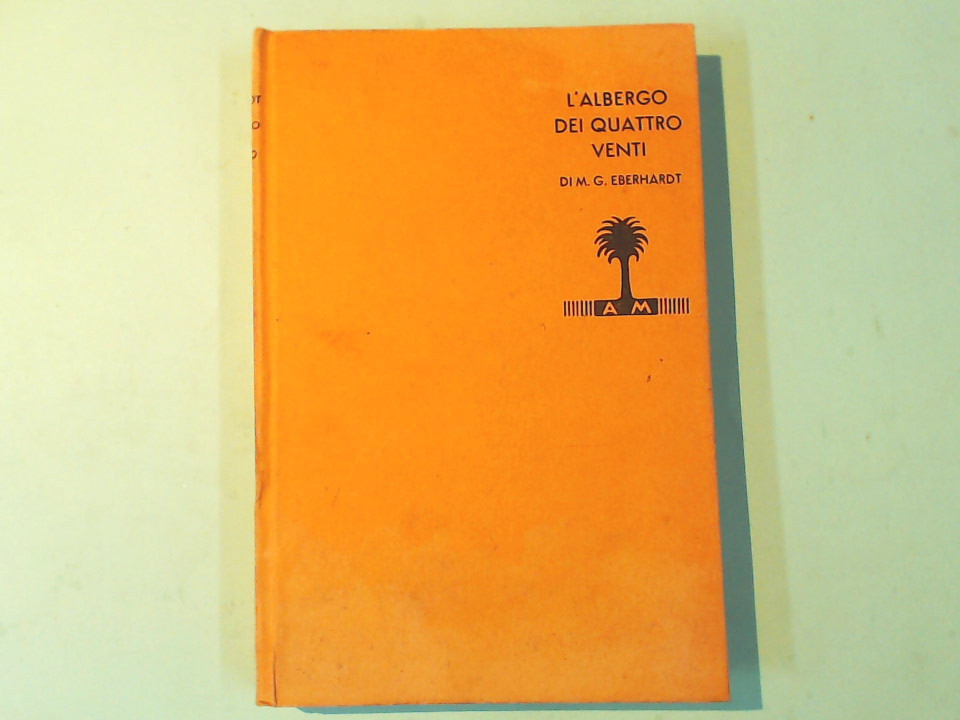 L'ALBERGO
DEI QUATTRO
VENTI
DI M. G. EBERHARDT
A M